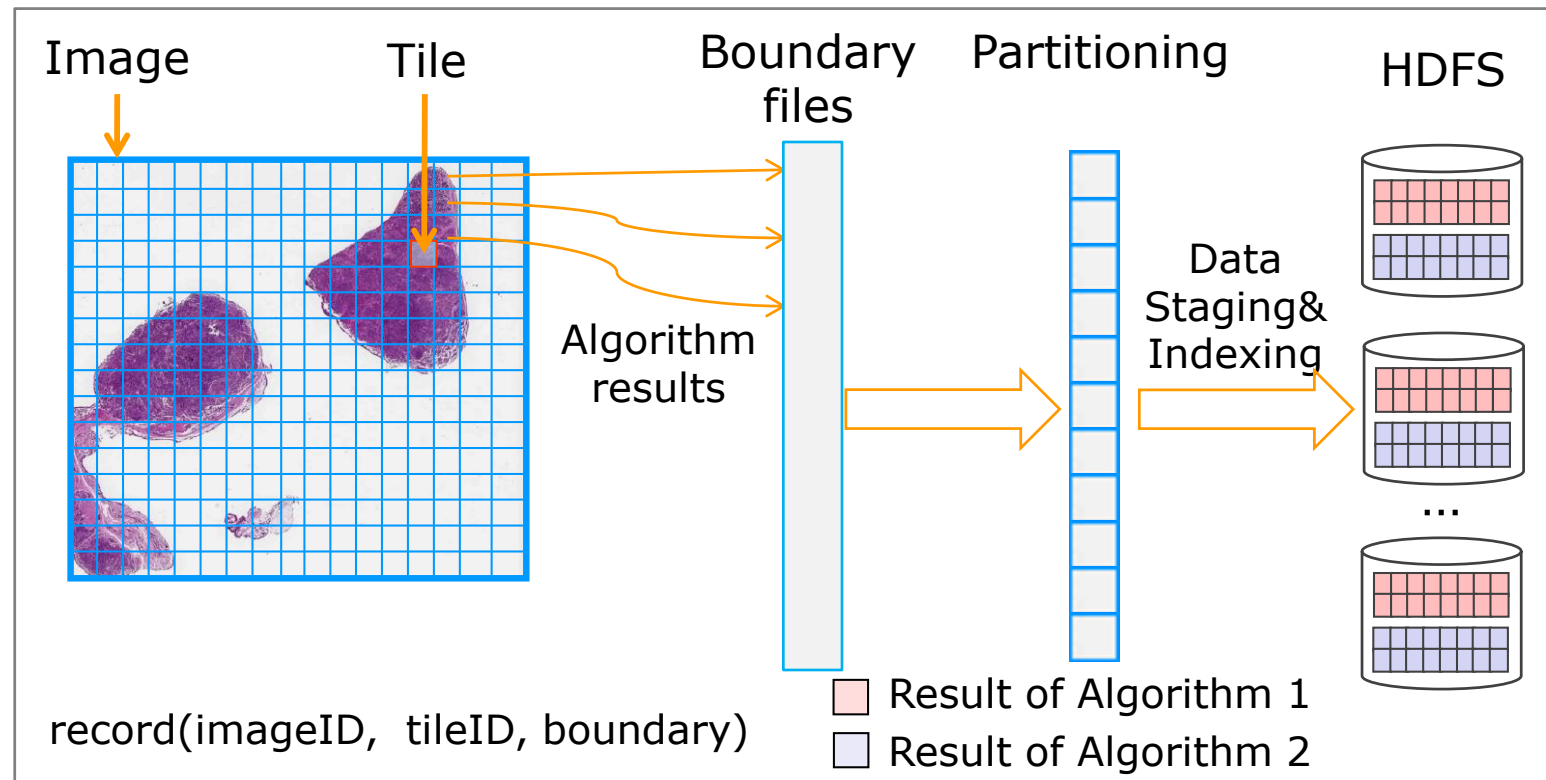 Image
Tile
Boundary
files
Partitioning
HDFS
Algorithm
results
Data
Staging&
Indexing
...
record(imageID, tileID, boundary)
Result of Algorithm 1
Result of Algorithm 2